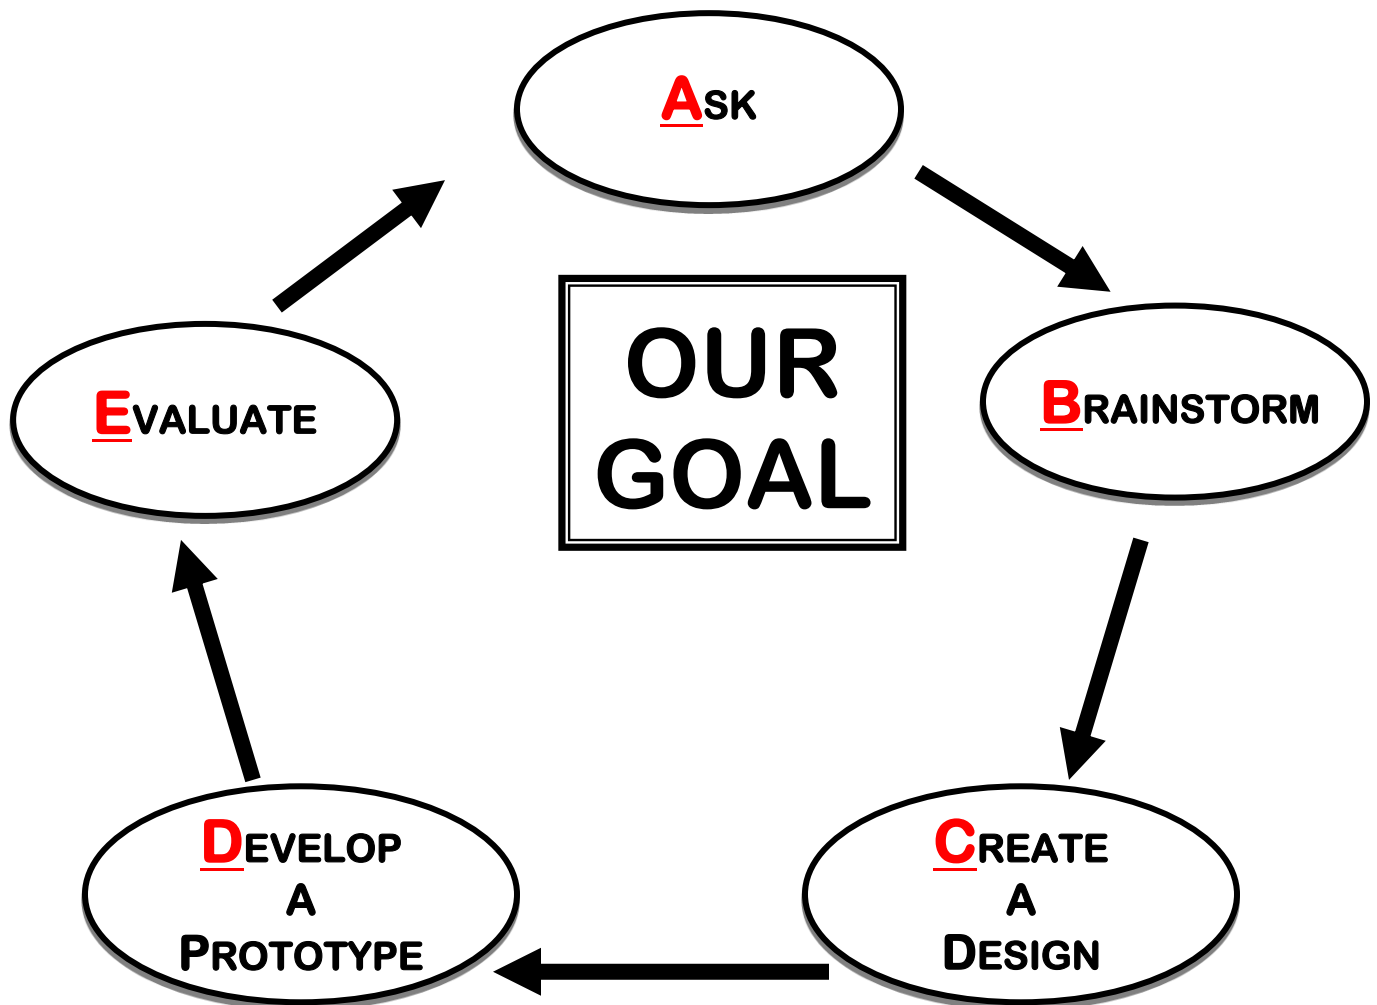 ASK
OUR
GOAL
BRAINSTORM
CREATE
A
DESIGN
DEVELOP
A
PROTOTYPE
EVALUATE